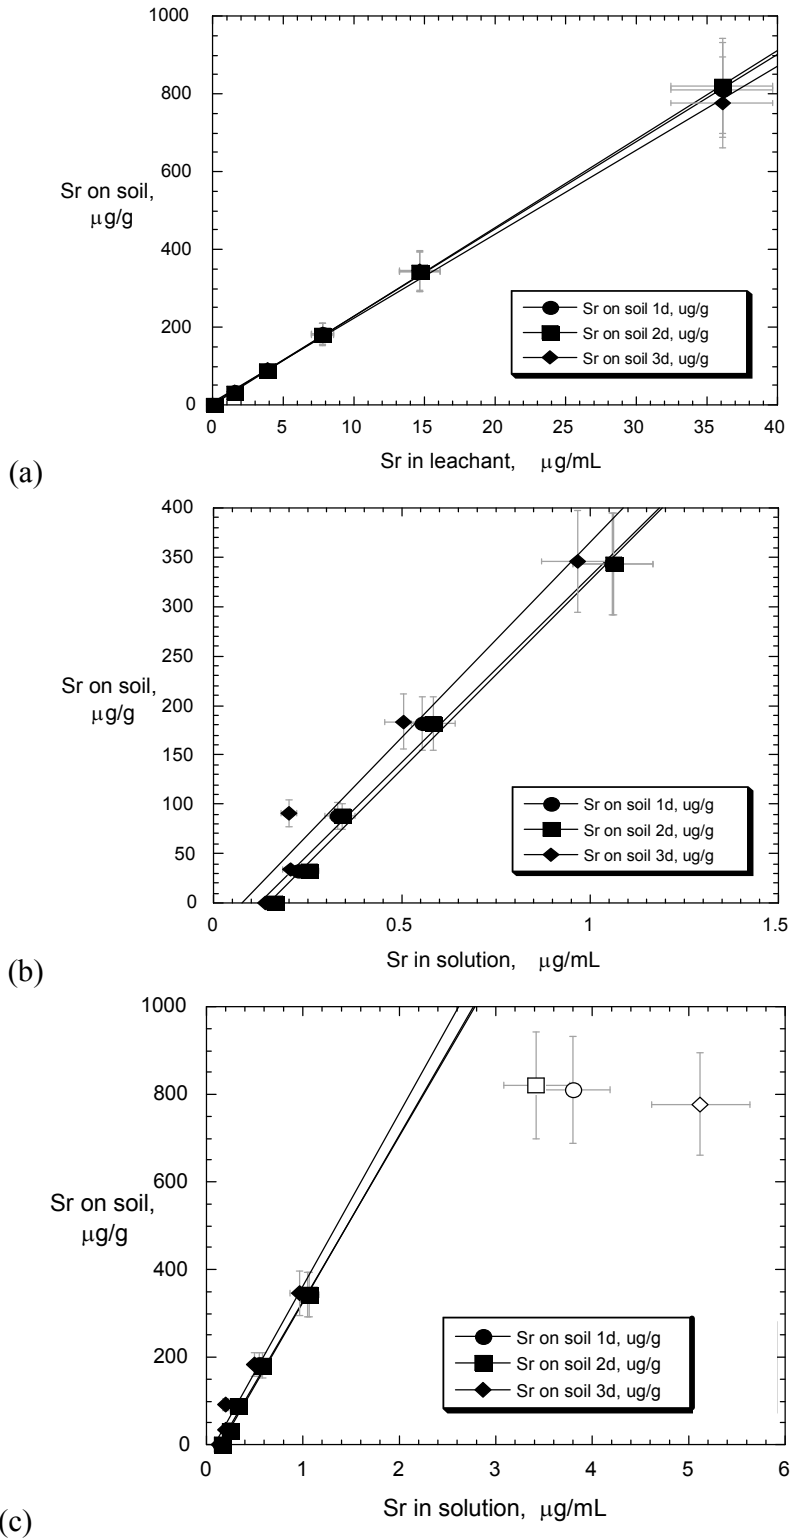 1000
800
600
Sr on soil,
μg/g
400
Sr on soil 1d, ug/g
200
Sr on soil 2d, ug/g
Sr on soil 3d, ug/g
0
0 5 10 15 20 25 30 35 40
Sr in leachant, μg/mL
(a)
400
350
300
250
Sr on soil,
μg/g
200
150
Sr on soil 1d, ug/g
100
Sr on soil 2d, ug/g
50
Sr on soil 3d, ug/g
0
0 0.5 1 1.5
Sr in solution, μg/mL
(b)
1000
800
600
Sr on soil,
μg/g
400
Sr on soil 1d, ug/g
200
Sr on soil 2d, ug/g
Sr on soil 3d, ug/g
0
0 1 2 3 4 5 6
Sr in solution, μg/mL
(c)